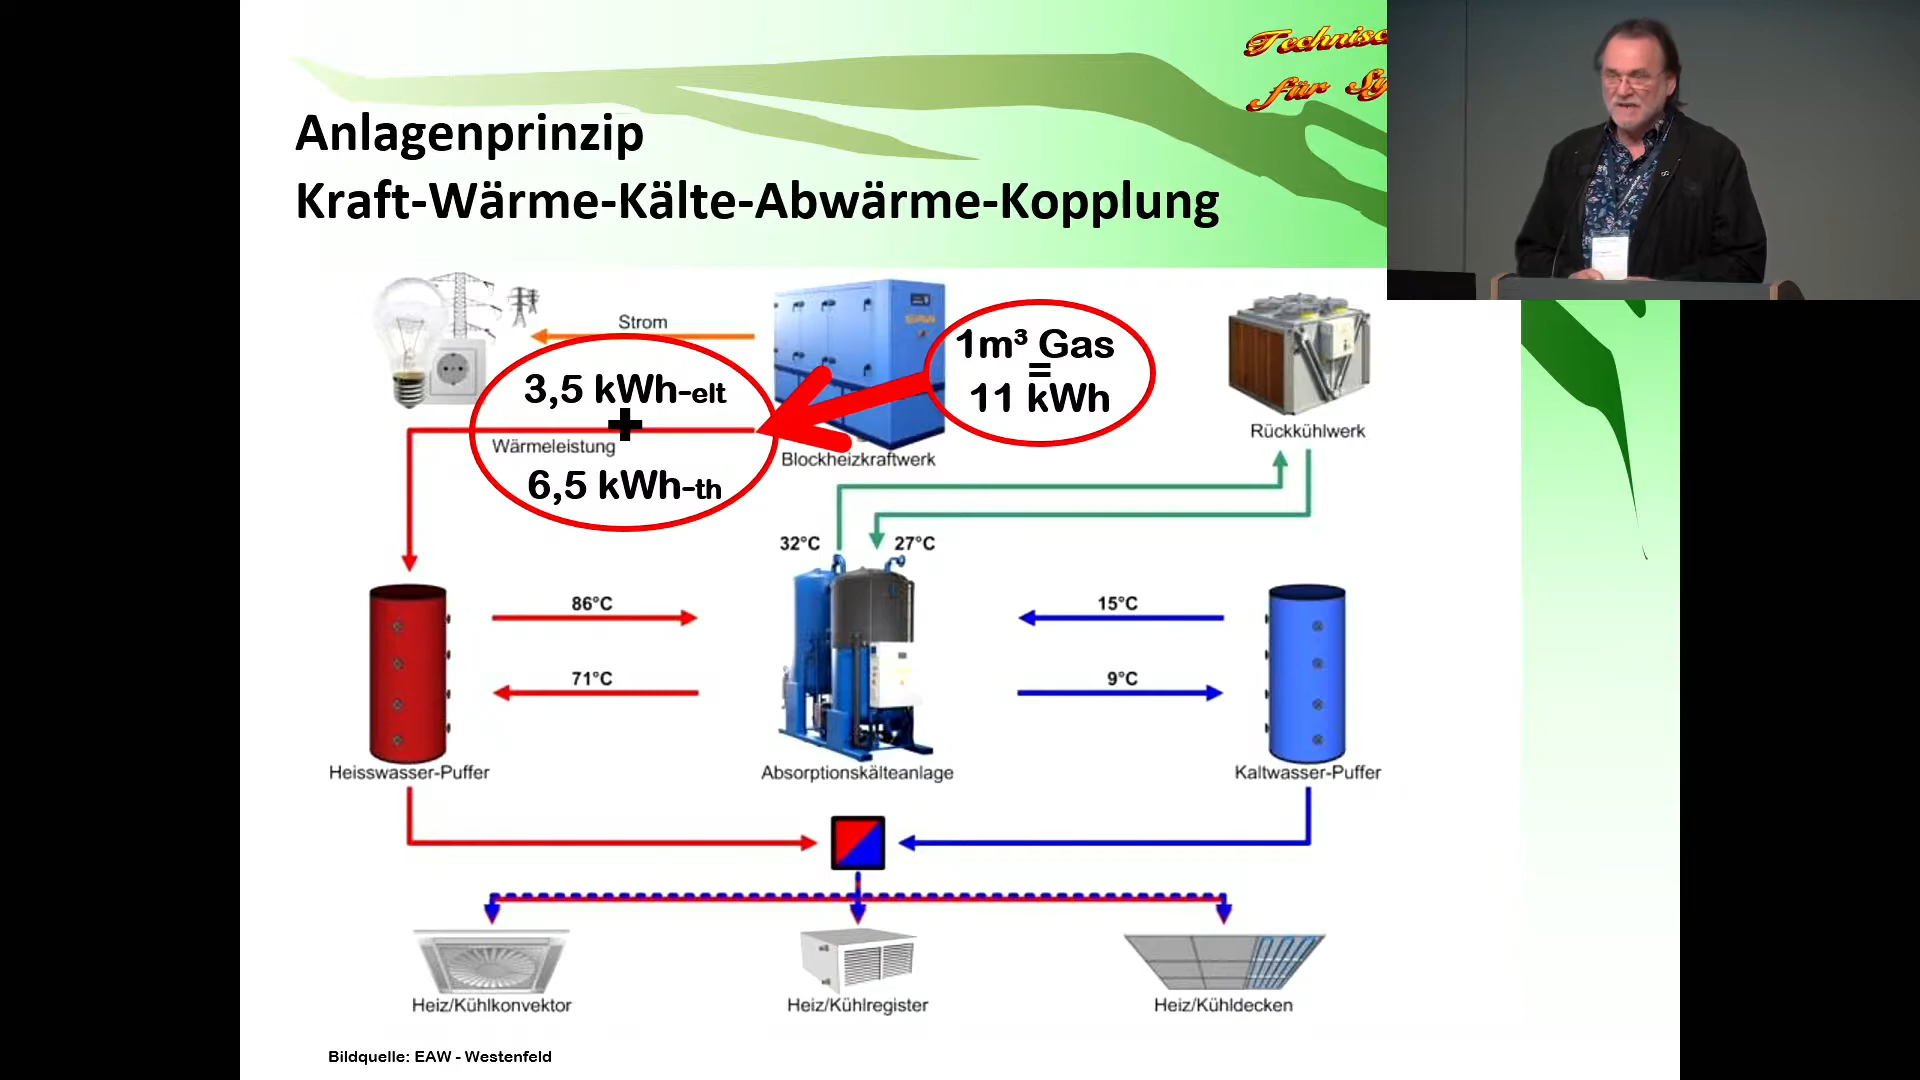 für
Anlagenprinzip
Kraft-Wärme-Kälte-Abwärme-Kopplung
Strom
1m³ Gas
=
11 kWh
3,5 kWh-elt
+
Wärmeleistung
6,5 kWh-th
Blockheizkraftwerk
Rückkühlwerk
32°C
27°C
86°C
15°C
71°C
9°C
Heisswasser-Puffer
Absorptionskälteanlage
Kaltwasser-Puffer
Heiz/Kühlkonvektor
Heiz/Kühlregister
Heiz/Kühldecken
Bildquelle: EAW - Westenfeld